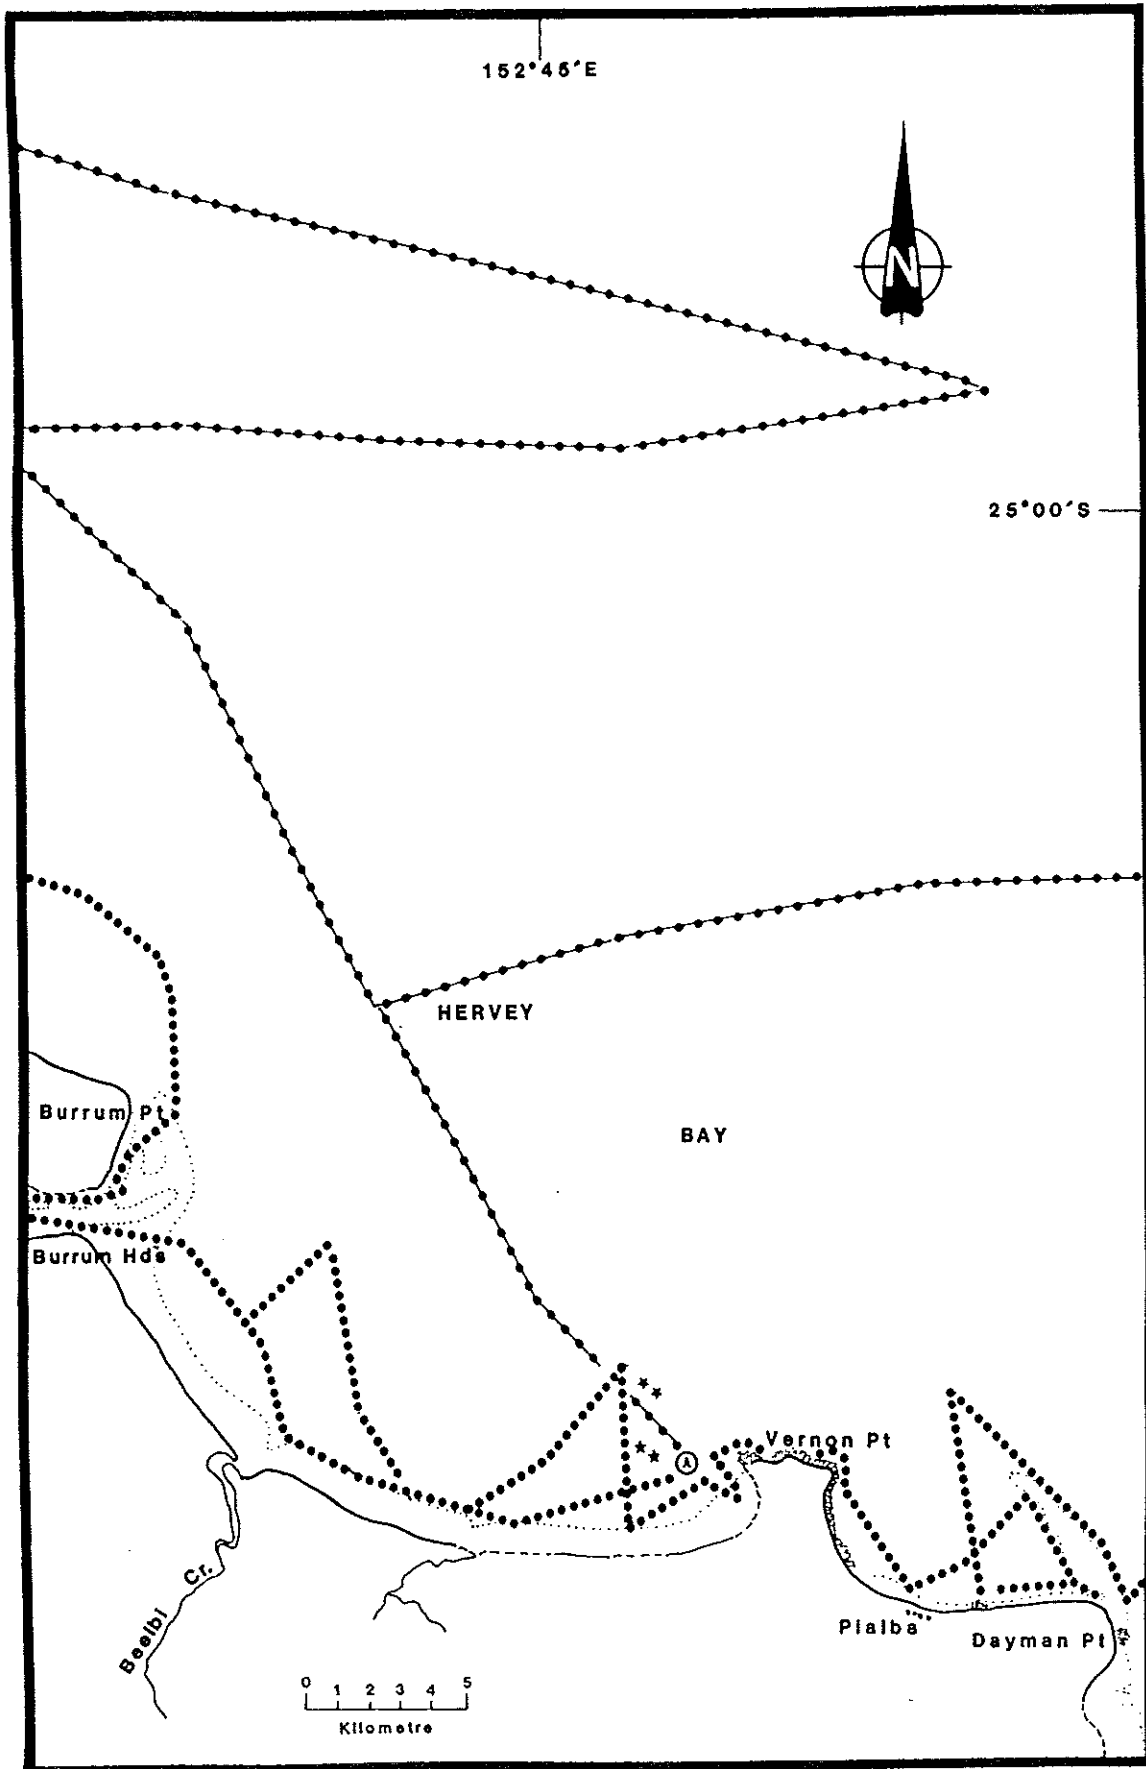 152°45′E
N
25°00′S
HERVEY
BAY
Burrum Pt
Burrum Hds
A
Vernon Pt
Beelbi Cr.
Pialba
Dayman Pt
0 1 2 3 4 5
Kilometre